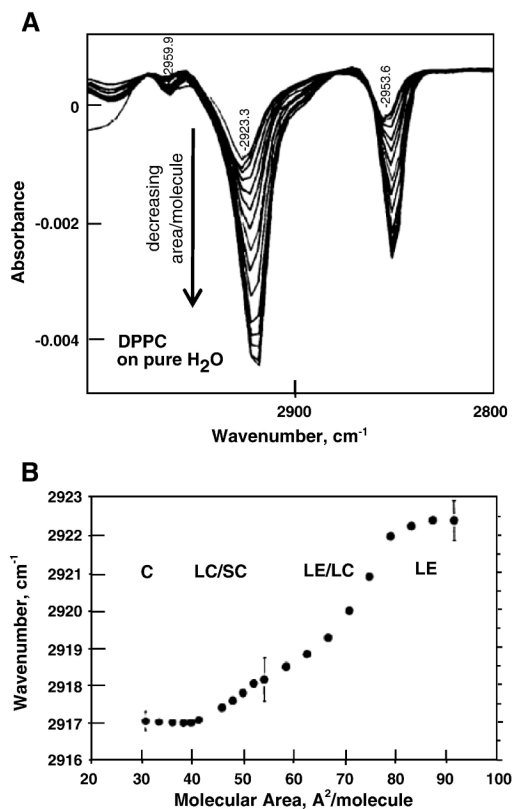 A
-2959.9
-2923.3
-2953.6
0
-0.002
-0.004
Absorbance
decreasing
area/molecule
DPPC
on pure H2O
2900
2800
Wavenumber, cm-1
B
2923
2922
2921
2920
2919
2918
2917
2916
Wavenumber, cm-1
C
LC/SC
LE/LC
LE
20
30
40
50
60
70
80
90
100
Molecular Area, A2/molecule